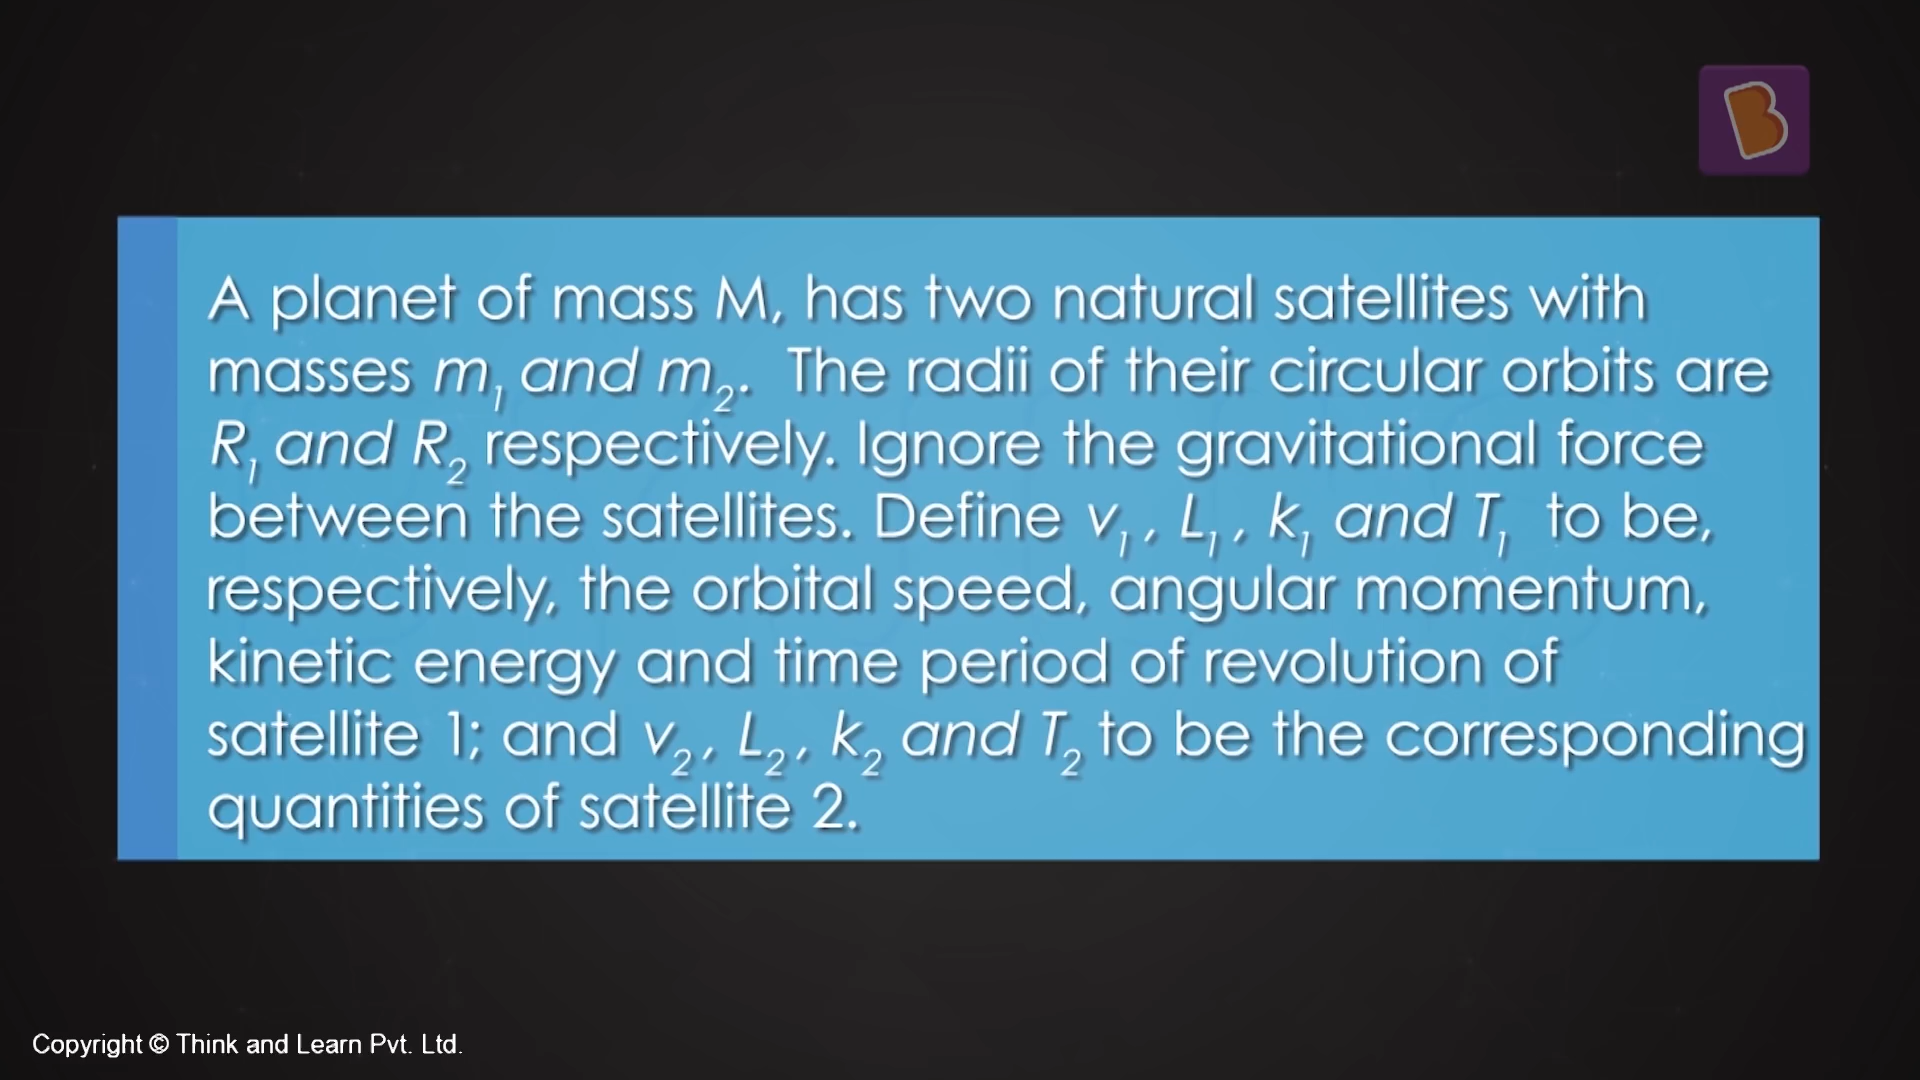 B
A planet of mass M, has two natural satellites with
masses m₁ and m₂. The radii of their circular orbits are
R₁ and R₂ respectively. Ignore the gravitational force
between the satellites. Define v₁, L₁, k₁ and T₁ to be,
respectively, the orbital speed, angular momentum,
kinetic energy and time period of revolution of
satellite 1; and v₂, L₂, k₂ and T₂ to be the corresponding
quantities of satellite 2.
Copyright © Think and Learn Pvt. Ltd.